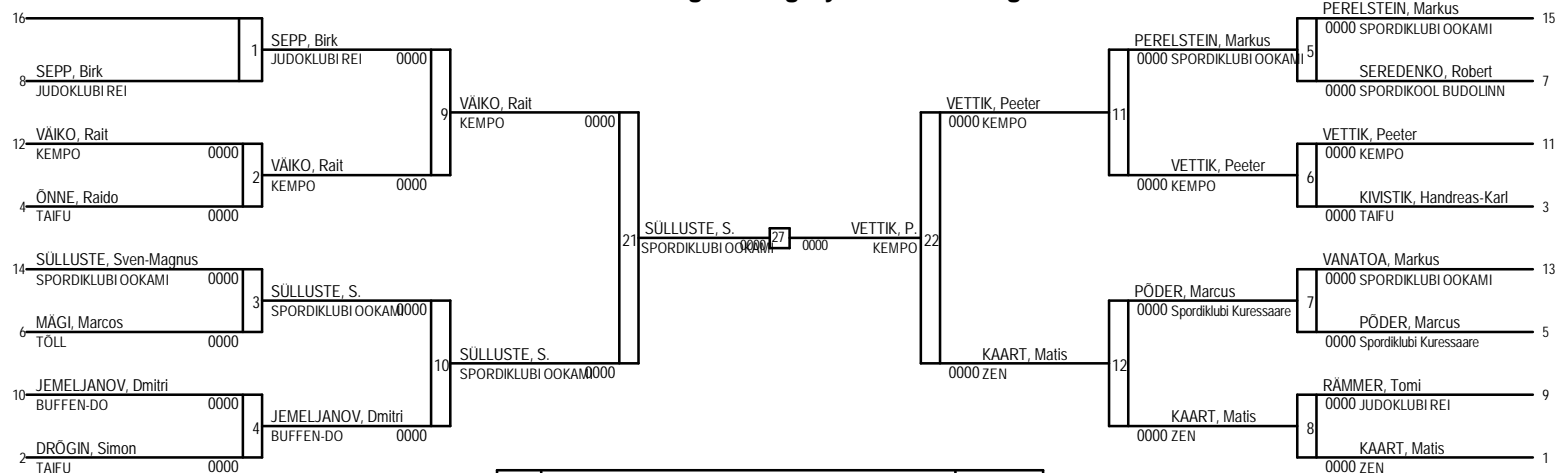 16
1
SEPP, Birk
JUDOKLUBI REI 0000
SEPP, Birk
8
JUDOKLUBI REI
9
VÄIKO, Rait
KEMPO 0000
VÄIKO, Rait
12
KEMPO 0000
2
VÄIKO, Rait
KEMPO 0000
ÕNNE, Raido
4
TAIFU 0000
21
SÜLLUSTE, S.
SPORDIKLUBI OOKAMI 0000
SÜLLUSTE, Sven-Magnus
14
SPORDIKLUBI OOKAMI 0000
3
SÜLLUSTE, S.
SPORDIKLUBI OOKAMI 0000
MÄGI, Marcos
6
TÕLL 0000
10
SÜLLUSTE, S.
SPORDIKLUBI OOKAMI 0000
JEMELJANOV, Dmitri
10
BUFFEN-DO 0000
4
JEMELJANOV, Dmitri
BUFFEN-DO 0000
DRÕGIN, Simon
2
TAIFU 0000
27
0000
VETTIK, P.
KEMPO
22
VETTIK, Peeter
0000 KEMPO
11
PERELSTEIN, Markus
0000 SPORDIKLUBI OOKAMI
5
PERELSTEIN, Markus
15
0000 SPORDIKLUBI OOKAMI
SEREDENKO, Robert
7
0000 SPORDIKOOL BUDOLINN
VETTIK, Peeter
0000 KEMPO
6
VETTIK, Peeter
11
0000 KEMPO
KIVISTIK, Handreas-Karl
3
0000 TAIFU
KAART, Matis
0000 ZEN
12
PÕDER, Marcus
0000 Spordiklubi Kuressaare
7
VANATOA, Markus
13
0000 SPORDIKLUBI OOKAMI
PÕDER, Marcus
5
0000 Spordiklubi Kuressaare
KAART, Matis
0000 ZEN
8
RÄMMER, Tomi
9
0000 JUDOKLUBI REI
KAART, Matis
1
0000 ZEN